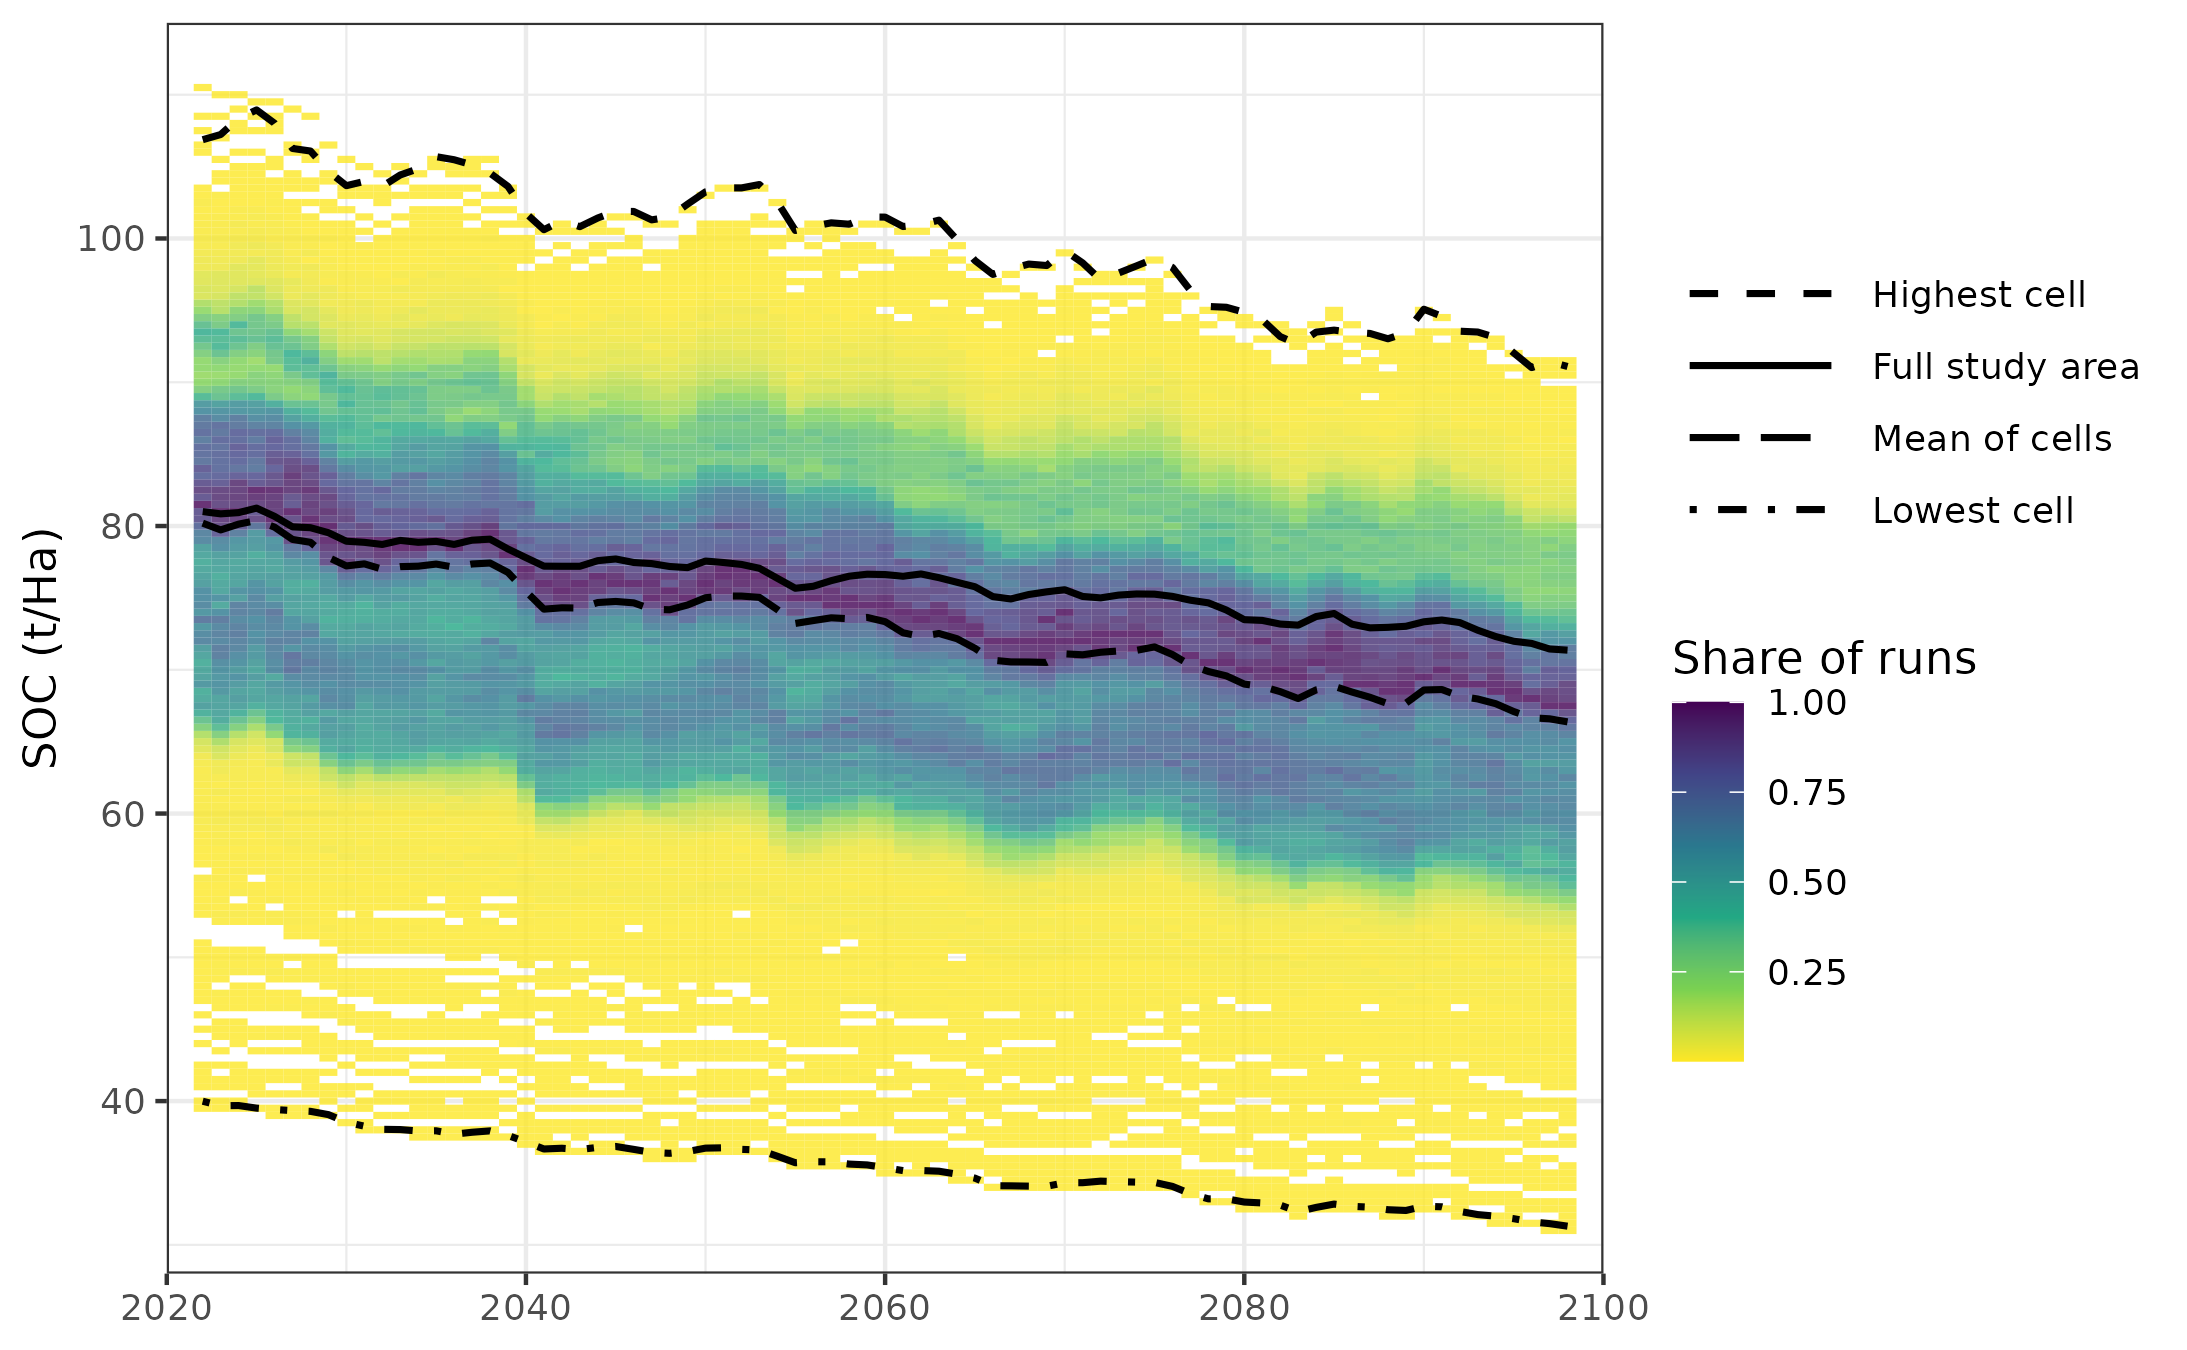 SOC (t/Ha)
100
80
60
40
2020
2040
2060
2080
2100
Highest cell
Full study area
Mean of cells
Lowest cell
Share of runs
1.00
0.75
0.50
0.25